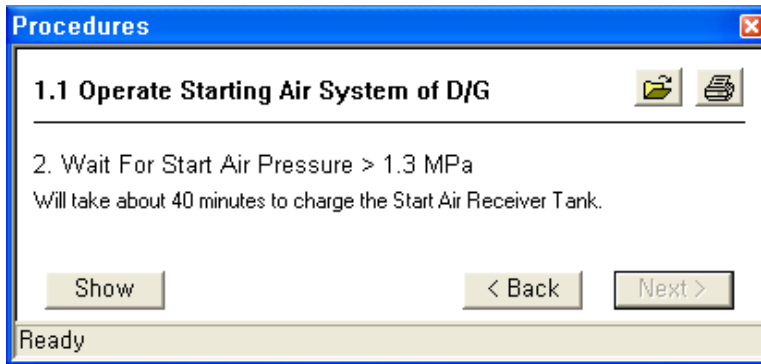 Procedures
1.1 Operate Starting Air System of D/G
2. Wait For Start Air Pressure > 1.3 MPa
Will take about 40 minutes to charge the Start Air Receiver Tank.
Show
< Back
Next >
Ready